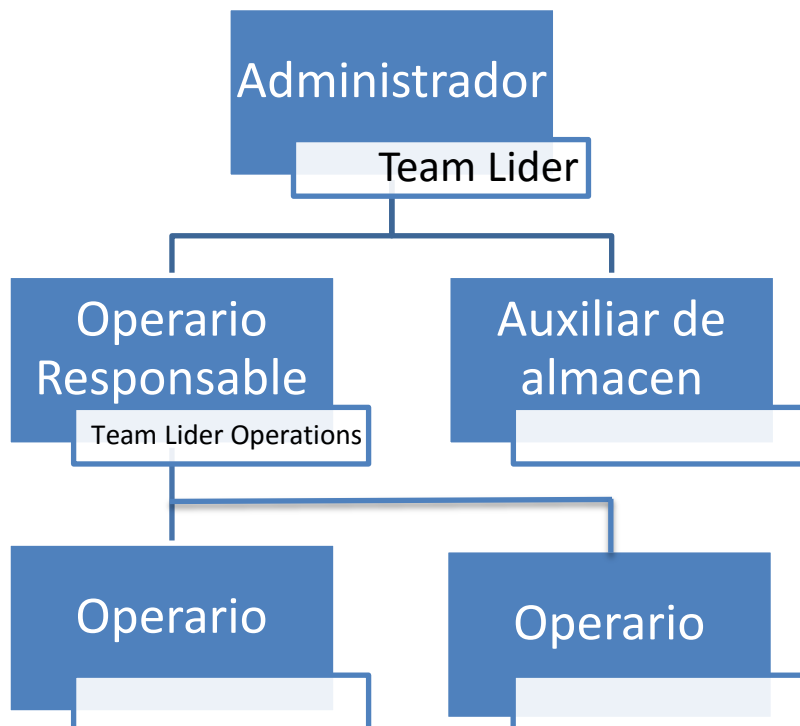 Administrador
Team Lider
Operario
Responsable
Team Lider Operations
Auxiliar de
almacen
Operario
Operario